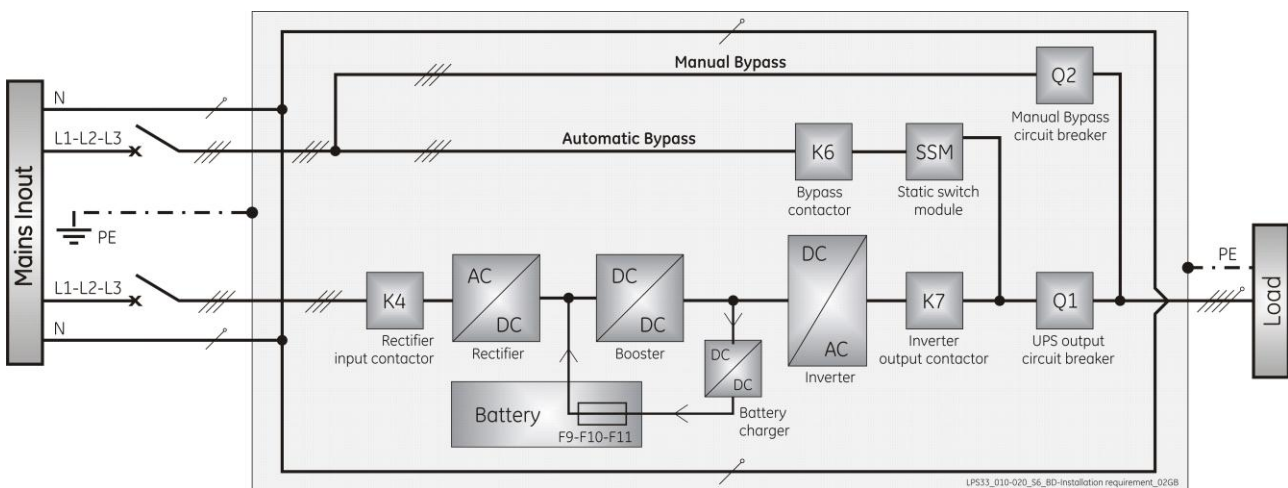 Mains Inout
N
L1-L2-L3
PE
L1-L2-L3
N
Manual Bypass
Q2
Manual Bypass
circuit breaker
Automatic Bypass
K6
Bypass
contactor
SSM
Static switch
module
K4
Rectifier
input contactor
AC
DC
Rectifier
DC
DC
Booster
DC
AC
Inverter
K7
Inverter
output contactor
Q1
UPS output
circuit breaker
PE
Load
DC
DC
Battery
charger
Battery
F9-F10-F11
LPS33_010-020_S6_BD-Installation requirement_02GB